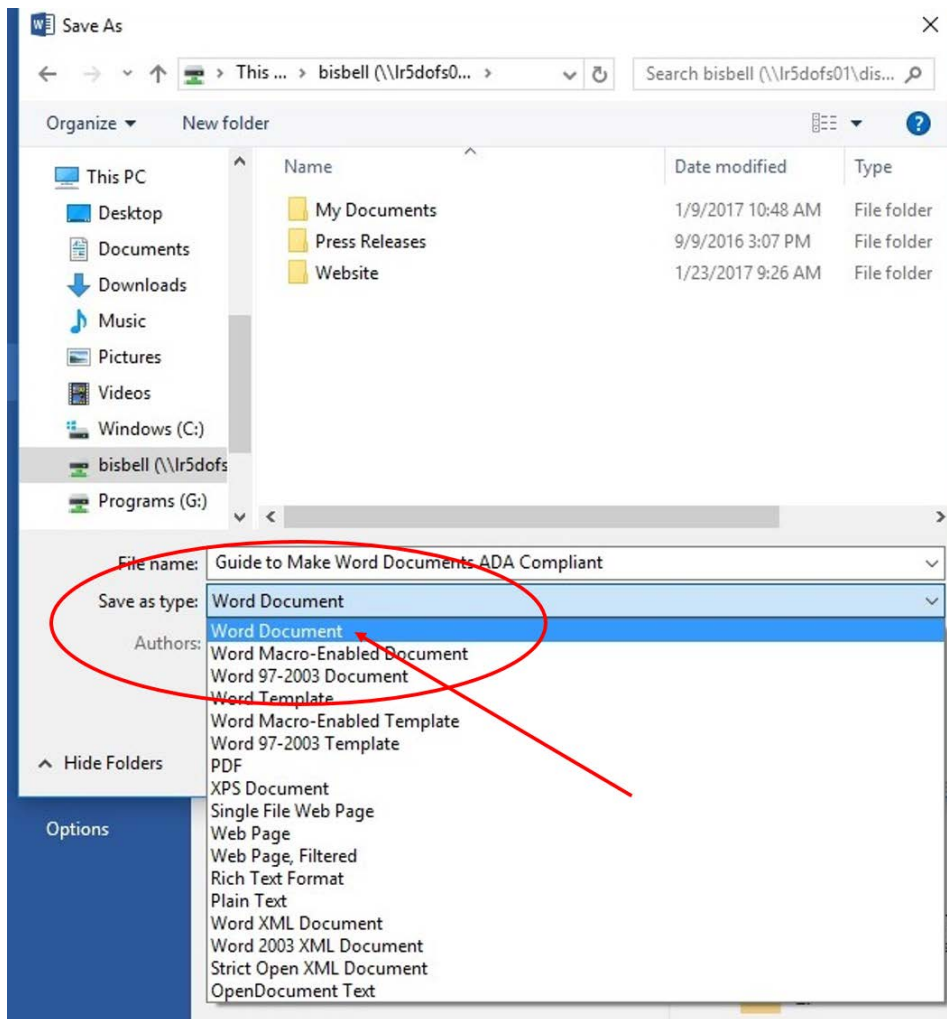 Save As
This ... > bisbell (\\lr5dofs0... >
Search bisbell (\\lr5dofs01\dis...
Organize
New folder
Name Date modified Type
This PC
Desktop
Documents
Downloads
Music
Pictures
Videos
Windows (C:)
bisbell (\\lr5dofs
Programs (G:)
My Documents 1/9/2017 10:48 AM File folder
Press Releases 9/9/2016 3:07 PM File folder
Website 1/23/2017 9:26 AM File folder
File name: Guide to Make Word Documents ADA Compliant
Save as type: Word Document
Authors:
Word Document
Word Macro-Enabled Document
Word 97-2003 Document
Word Template
Word Macro-Enabled Template
Word 97-2003 Template
PDF
XPS Document
Single File Web Page
Web Page
Web Page, Filtered
Rich Text Format
Plain Text
Word XML Document
Word 2003 XML Document
Strict Open XML Document
OpenDocument Text
Hide Folders
Options